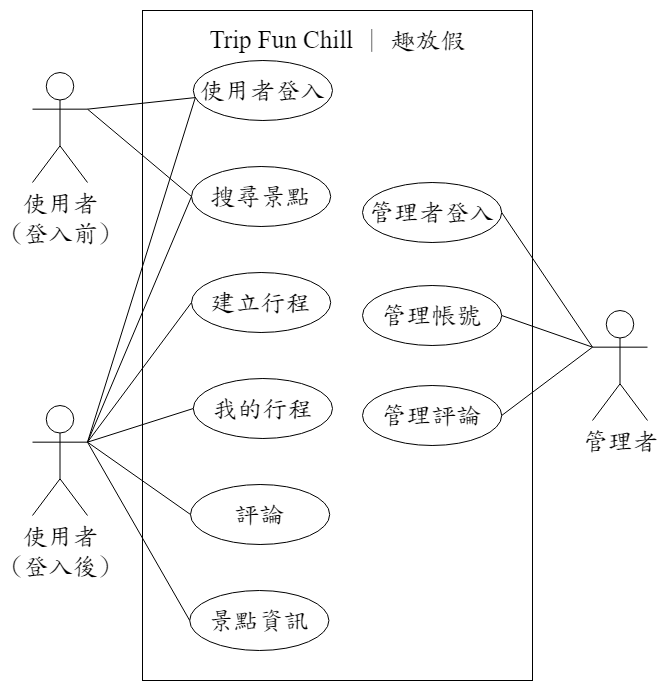 Trip Fun Chill ｜ 趣放假
使用者登入
搜尋景點
建立行程
我的行程
評論
景點資訊
管理者登入
管理帳號
管理評論
使用者
（登入前）
使用者
（登入後）
管理者